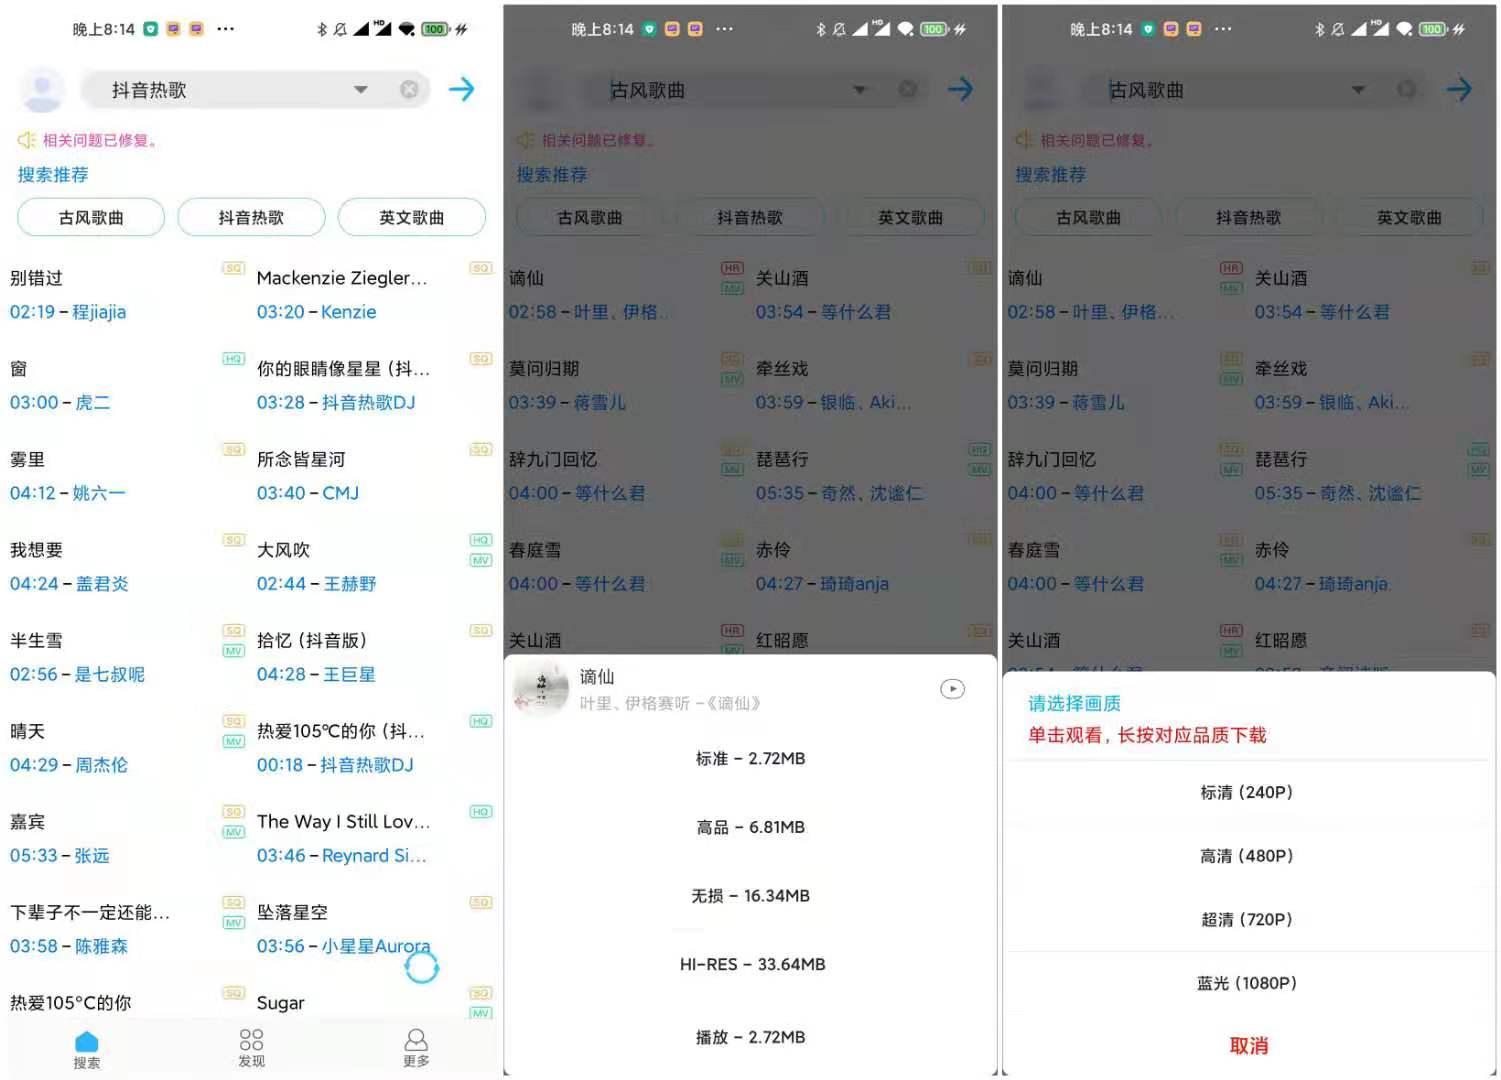 晚上8:14
HD
100
抖音热歌
相关问题已修复。
搜索推荐
古风歌曲 抖音热歌 英文歌曲
别错过 SQ
02:19 – 程jiajia
Mackenzie Ziegler... SQ
03:20 – Kenzie
窗 HQ
03:00 – 虎二
你的眼睛像星星（抖... SQ
03:28 – 抖音热歌DJ
雾里 SQ
04:12 – 姚六一
所念皆星河 SQ
03:40 – CMJ
我想要 SQ
04:24 – 盖君炎
大风吹 HQ
MV
02:44 – 王赫野
半生雪 SQ
MV
02:56 – 是七叔呢
拾忆（抖音版） SQ
04:28 – 王巨星
晴天 SQ
MV
04:29 – 周杰伦
热爱105℃的你（抖... HQ
00:18 – 抖音热歌DJ
嘉宾 SQ
MV
05:33 – 张远
The Way I Still Lov... HQ
03:46 – Reynard Si...
下辈子不一定还能... SQ
MV
03:58 – 陈雅森
坠落星空 SQ
03:56 – 小星星Aurora
热爱105°C的你 SQ
Sugar SQ
MV
搜索 发现 更多
晚上8:14
HD
100
古风歌曲
相关问题已修复。
搜索推荐
古风歌曲 抖音热歌 英文歌曲
谪仙 HR
MV
02:58 – 叶里、伊格...
关山酒 SQ
03:54 – 等什么君
莫问归期 SQ
MV
03:39 – 蒋雪儿
牵丝戏 SQ
03:59 – 银临、Aki...
辞九门回忆 SQ
MV
04:00 – 等什么君
琵琶行 HQ
MV
05:35 – 奇然、沈谧仁
春庭雪 SQ
MV
04:00 – 等什么君
赤伶 SQ
04:27 – 琦琦anja
关山酒 HR
MV
红昭愿 SQ
谪仙
叶里、伊格赛听 –《谪仙》
标准 – 2.72MB
高品 – 6.81MB
无损 – 16.34MB
HI-RES – 33.64MB
播放 – 2.72MB
晚上8:14
HD
100
古风歌曲
相关问题已修复。
搜索推荐
古风歌曲 抖音热歌 英文歌曲
谪仙 HR
MV
02:58 – 叶里、伊格...
关山酒 SQ
03:54 – 等什么君
莫问归期 SQ
MV
03:39 – 蒋雪儿
牵丝戏 SQ
03:59 – 银临、Aki...
辞九门回忆 SQ
MV
04:00 – 等什么君
琵琶行 HQ
MV
05:35 – 奇然、沈谧仁
春庭雪 SQ
MV
04:00 – 等什么君
赤伶 SQ
04:27 – 琦琦anja
关山酒 HR
MV
红昭愿 SQ
请选择画质
单击观看，长按对应品质下载
标清（240P）
高清（480P）
超清（720P）
蓝光（1080P）
取消